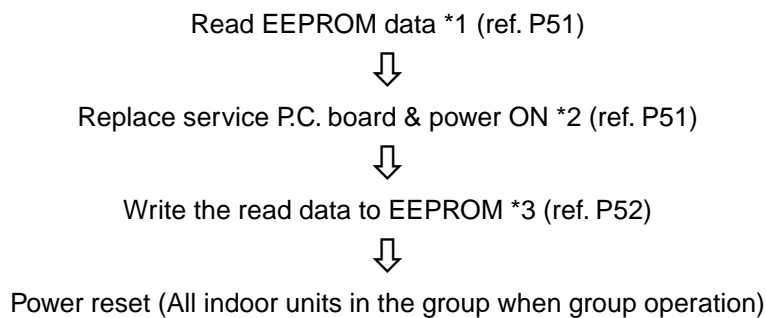 Read EEPROM data *1 (ref. P51)
Replace service P.C. board & power ON *2 (ref. P51)
Write the read data to EEPROM *3 (ref. P52)
Power reset (All indoor units in the group when group operation)